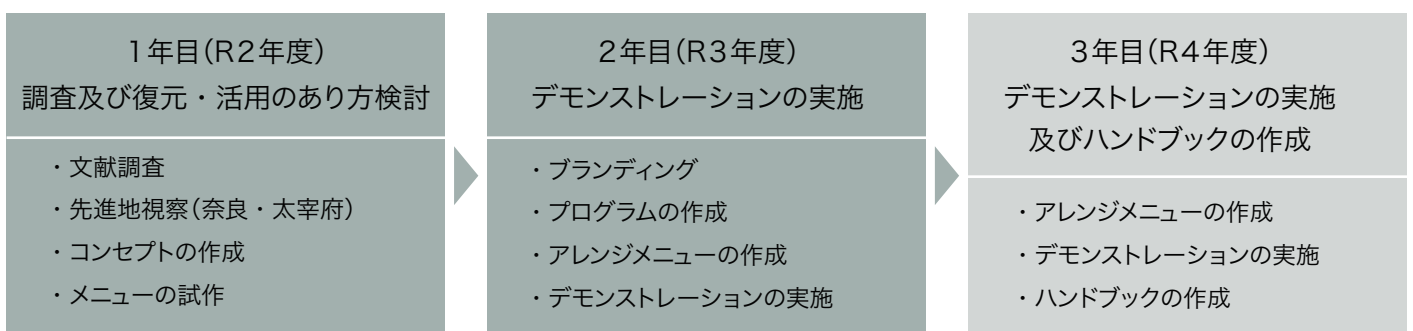 1年目(R2年度)
調査及び復元・活用のあり方検討
・文献調査
・先進地視察(奈良・太宰府)
・コンセプトの作成
・メニューの試作
2年目(R3年度)
デモンストレーションの実施
・ブランディング
・プログラムの作成
・アレンジメニューの作成
・デモンストレーションの実施
3年目(R4年度)
デモンストレーションの実施
及びハンドブックの作成
・アレンジメニューの作成
・デモンストレーションの実施
・ハンドブックの作成